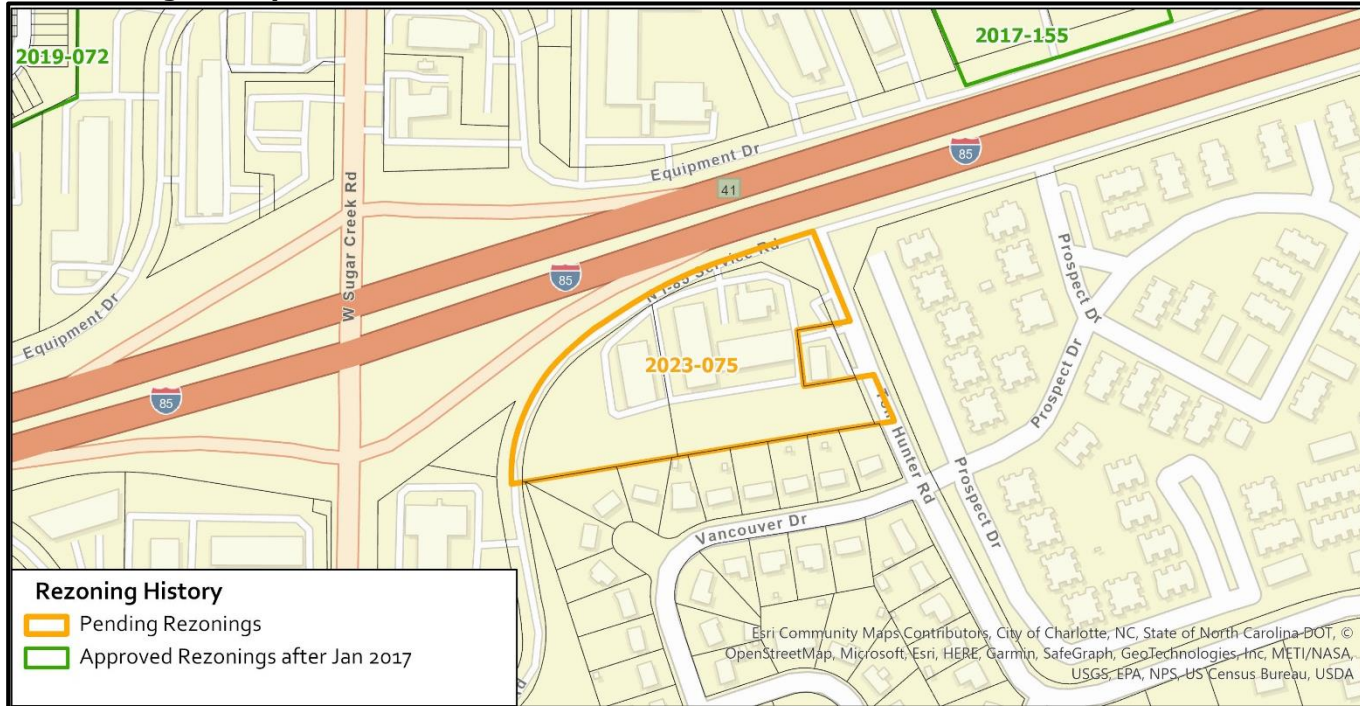 2019-072
2017-155
Equipment Dr
85
41
W Sugar Creek Rd
N I-85 Service Rd
85
Equipment Dr
85
2023-075
Prospect Dr
Prospect Dr
Tom Hunter Rd
Prospect Dr
Vancouver Dr
Rd
Rezoning History
Pending Rezonings
Approved Rezonings after Jan 2017
Esri Community Maps Contributors, City of Charlotte, NC, State of North Carolina DOT, ©
OpenStreetMap, Microsoft, Esri, HERE, Garmin, SafeGraph, GeoTechnologies, Inc, METI/NASA,
USGS, EPA, NPS, US Census Bureau, USDA